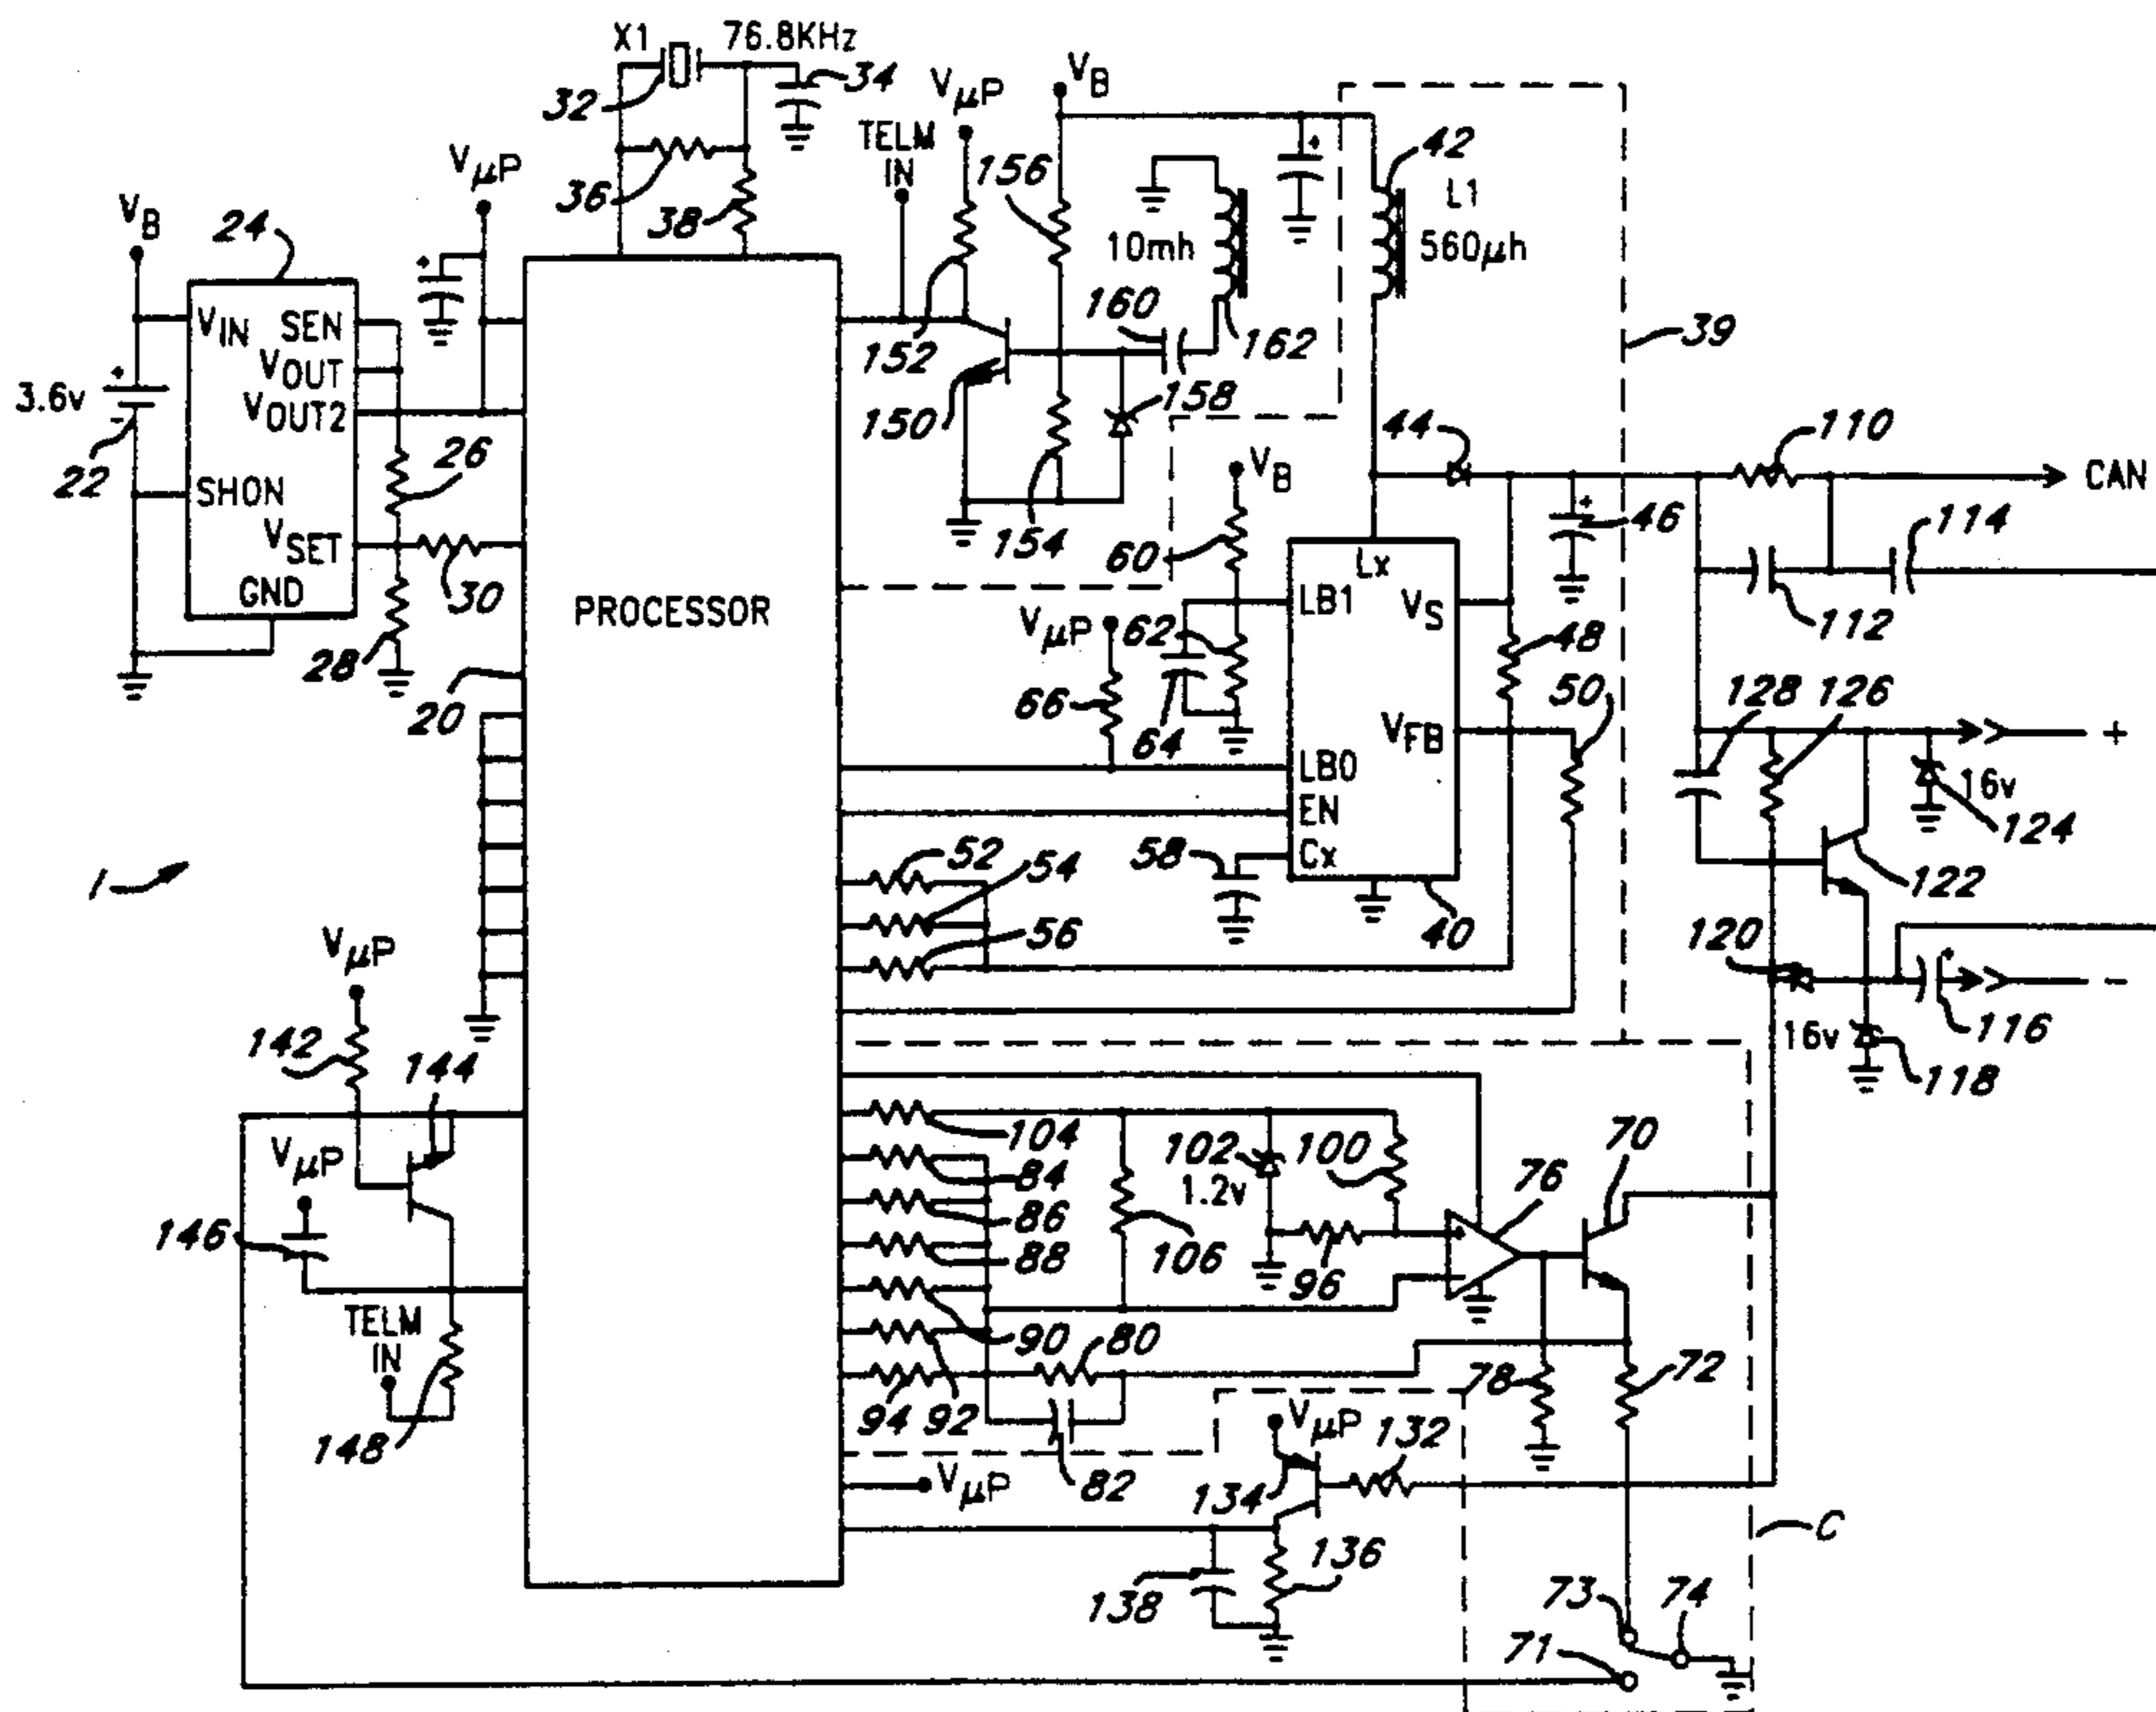 X1 76.8KHz
32
34
36
38
VμP
TELM
IN
VB
156
42
L1
560μh
10mh
160
162
152
150
158
154
39
VB
24
VIN
SEN
VOUT
VOUT2
SHON
VSET
GND
3.6v
+
-
22
26
28
30
VμP
+
20
PROCESSOR
+
44
110
CAN
+
46
114
112
VB
60
Lx
LB1
VS
VμP
62
48
66
64
50
VFB
LB0
EN
Cx
58
40
52
54
56
128
126
+
16v
124
122
120
-
+
16v
116
118
1
VμP
142
144
VμP
146
TELM
IN
148
104
84
86
88
90
92
94
80
82
102
1.2v
100
106
96
+
-
76
70
78
72
VμP
VμP
134
132
136
138
C
73
74
71